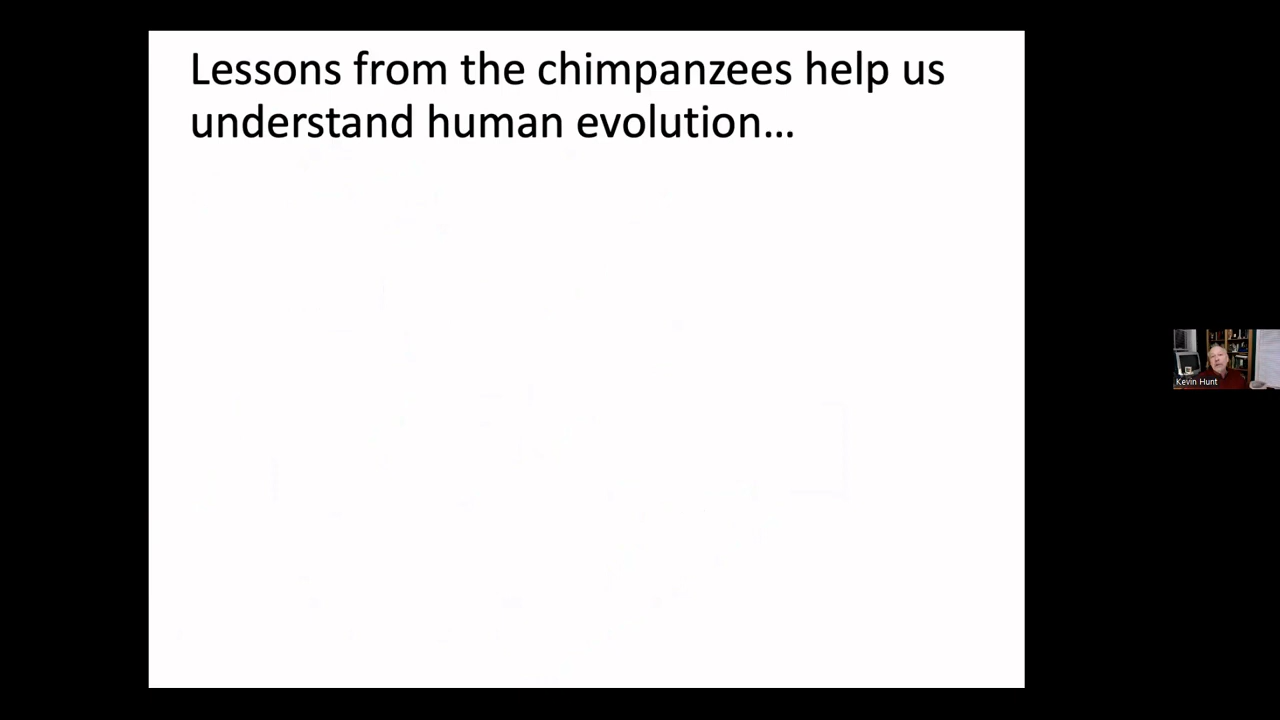 Lessons from the chimpanzees help us
understand human evolution…
Kevin Hunt